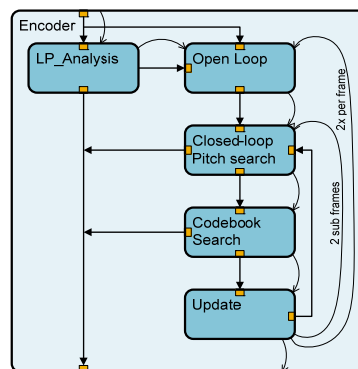 Encoder
LP_Analysis
Open Loop
Closed-loop
Pitch search
Codebook
Search
Update
2 sub frames
2x per frame